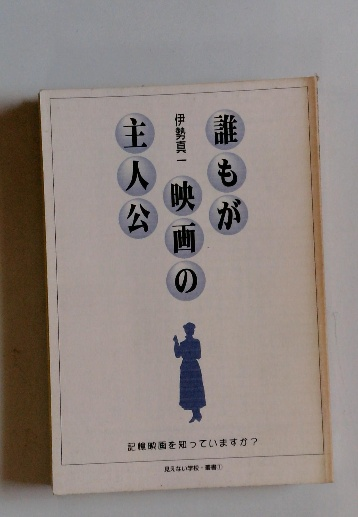 誰もが
映画の
主人公
伊勢真一
記憶映画を知っていますか?
見えない学校・叢書①